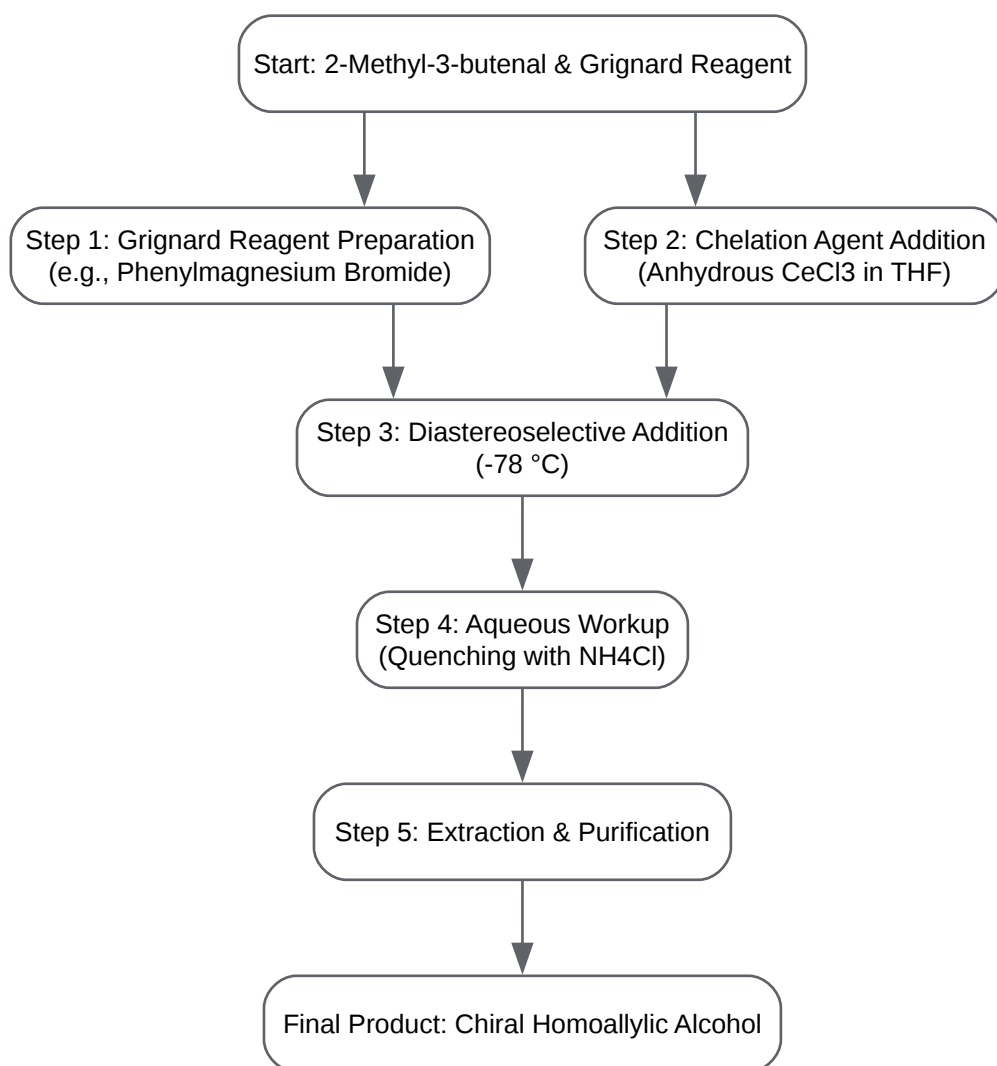 Start: 2-Methyl-3-butenal & Grignard Reagent
Step 1: Grignard Reagent Preparation
(e.g., Phenylmagnesium Bromide)
Step 2: Chelation Agent Addition
(Anhydrous CeCl3 in THF)
Step 3: Diastereoselective Addition
(-78 °C)
Step 4: Aqueous Workup
(Quenching with NH4Cl)
Step 5: Extraction & Purification
Final Product: Chiral Homoallylic Alcohol